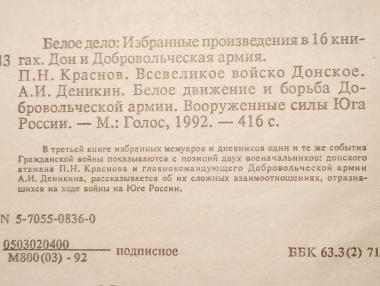 Белое дело: Избранные произведения в 16 кни-
13 гах. Дон и Добровольческая армия.
П.Н. Краснов. Всевеликое войско Донское.
А.И. Деникин. Белое движение и борьба До-
бровольческой армии. Вооруженные силы Юга
России. — М.: Голос, 1992. — 416 с.
В третьей книге избранных мемуаров и дневников одни и те же события
Гражданской войны показываются с позиций двух военачальников: донского
атамана П.Н. Краснова и главнокомандующего Добровольческой армии
А.И. Деникина, рассказывается об их сложных взаимоотношениях, отразив-
шихся на ходе войны на Юге России.
N 5-7055-0836-0
0503020400
М800(03) - 92
подписное
ББК 63.3(2) 71